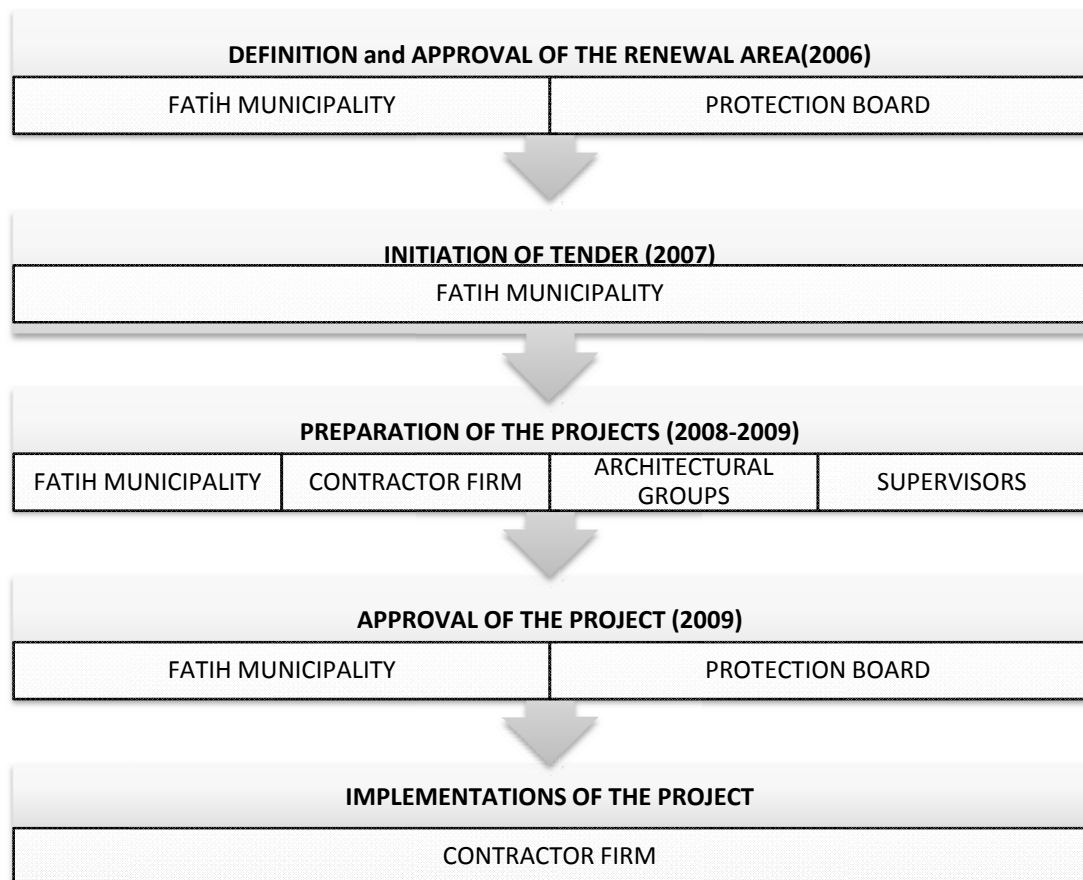 DEFINITION and APPROVAL OF THE RENEWAL AREA(2006)
FATİH MUNICIPALITY
PROTECTION BOARD
INITIATION OF TENDER (2007)
FATIH MUNICIPALITY
PREPARATION OF THE PROJECTS (2008-2009)
FATIH MUNICIPALITY
CONTRACTOR FIRM
ARCHITECTURAL
GROUPS
SUPERVISORS
APPROVAL OF THE PROJECT (2009)
FATIH MUNICIPALITY
PROTECTION BOARD
IMPLEMENTATIONS OF THE PROJECT
CONTRACTOR FIRM